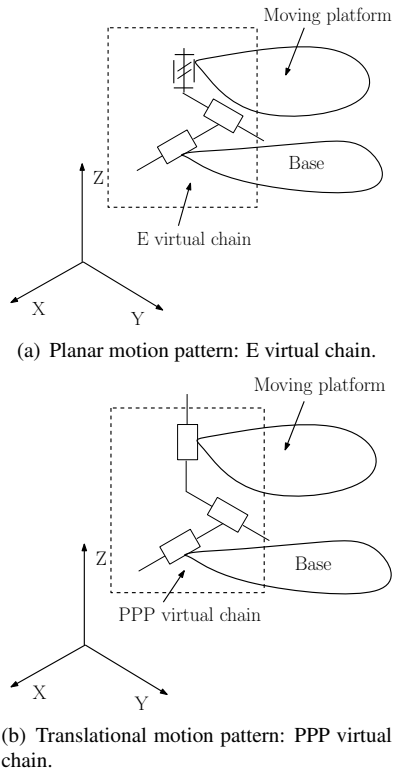 Moving platform
Base
Z
E virtual chain
X
Y
(a) Planar motion pattern: E virtual chain.
Moving platform
Z
Base
PPP virtual chain
X
Y
(b) Translational motion pattern: PPP virtual
chain.